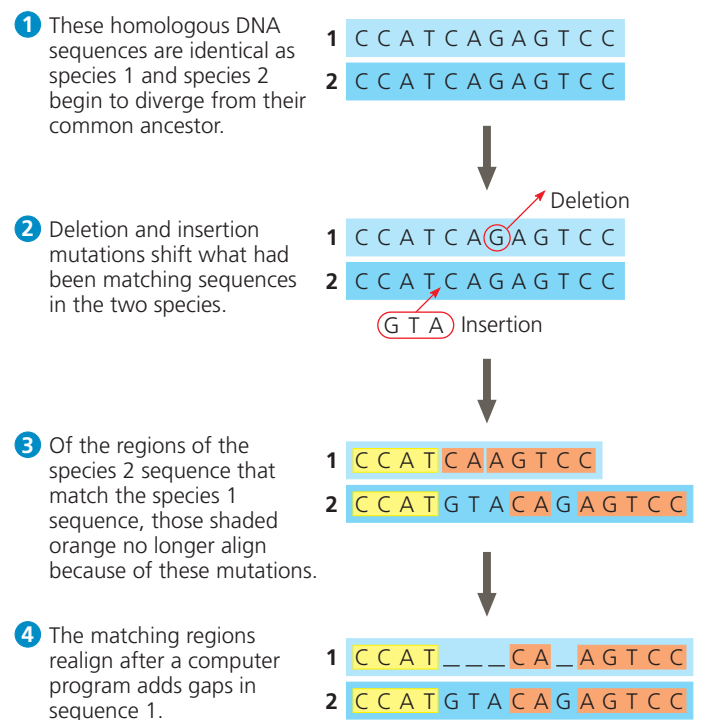 1 These homologous DNA
sequences are identical as
species 1 and species 2
begin to diverge from their
common ancestor.
1 C C A T C A G A G T C C
2 C C A T C A G A G T C C
Deletion
2 Deletion and insertion
mutations shift what had
been matching sequences
in the two species.
1 C C A T C A G A G T C C
2 C C A T C A G A G T C C
G T A Insertion
3 Of the regions of the
species 2 sequence that
match the species 1
sequence, those shaded
orange no longer align
because of these mutations.
1 C C A T C A A G T C C
2 C C A T G T A C A G A G T C C
4 The matching regions
realign after a computer
program adds gaps in
sequence 1.
1 C C A T _ _ _ C A _ A G T C C
2 C C A T G T A C A G A G T C C